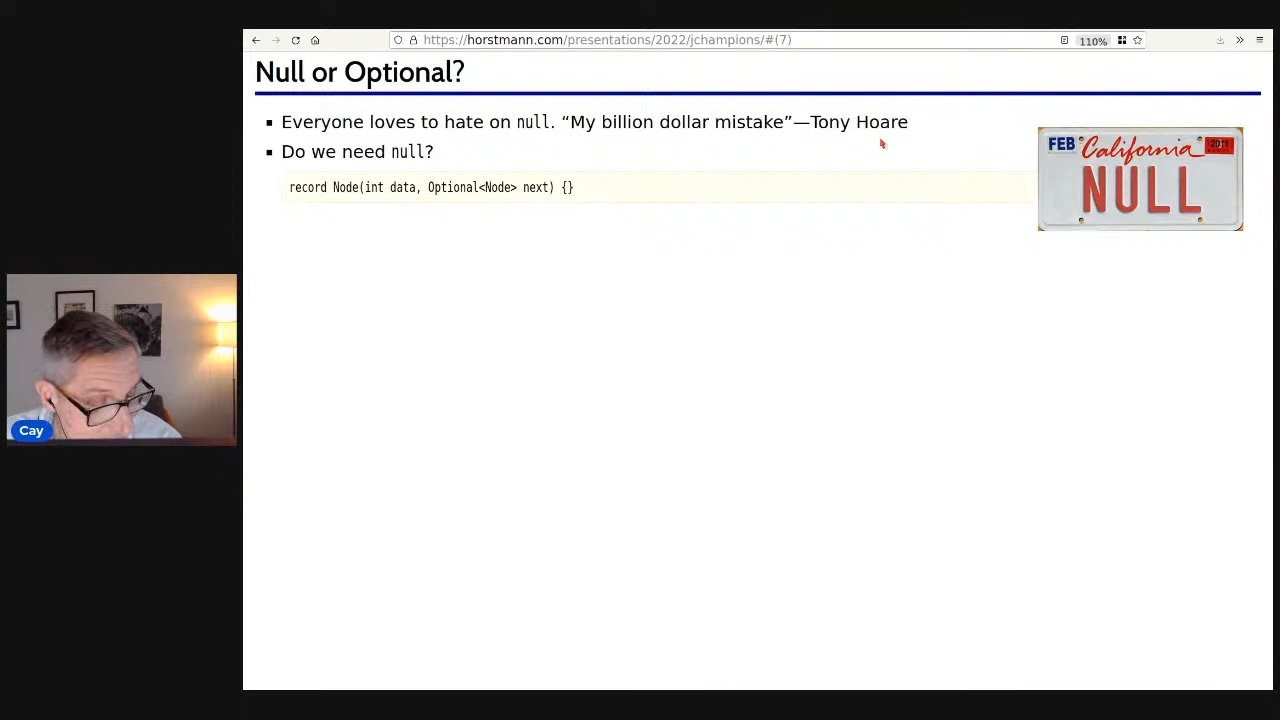 https://horstmann.com/presentations/2022/jchampions/#(7)
110%
Null or Optional?
Everyone loves to hate on null. “My billion dollar mistake”—Tony Hoare
Do we need null?
record Node(int data, Optional<Node> next) {}
FEB California 2011
NULL
Cay